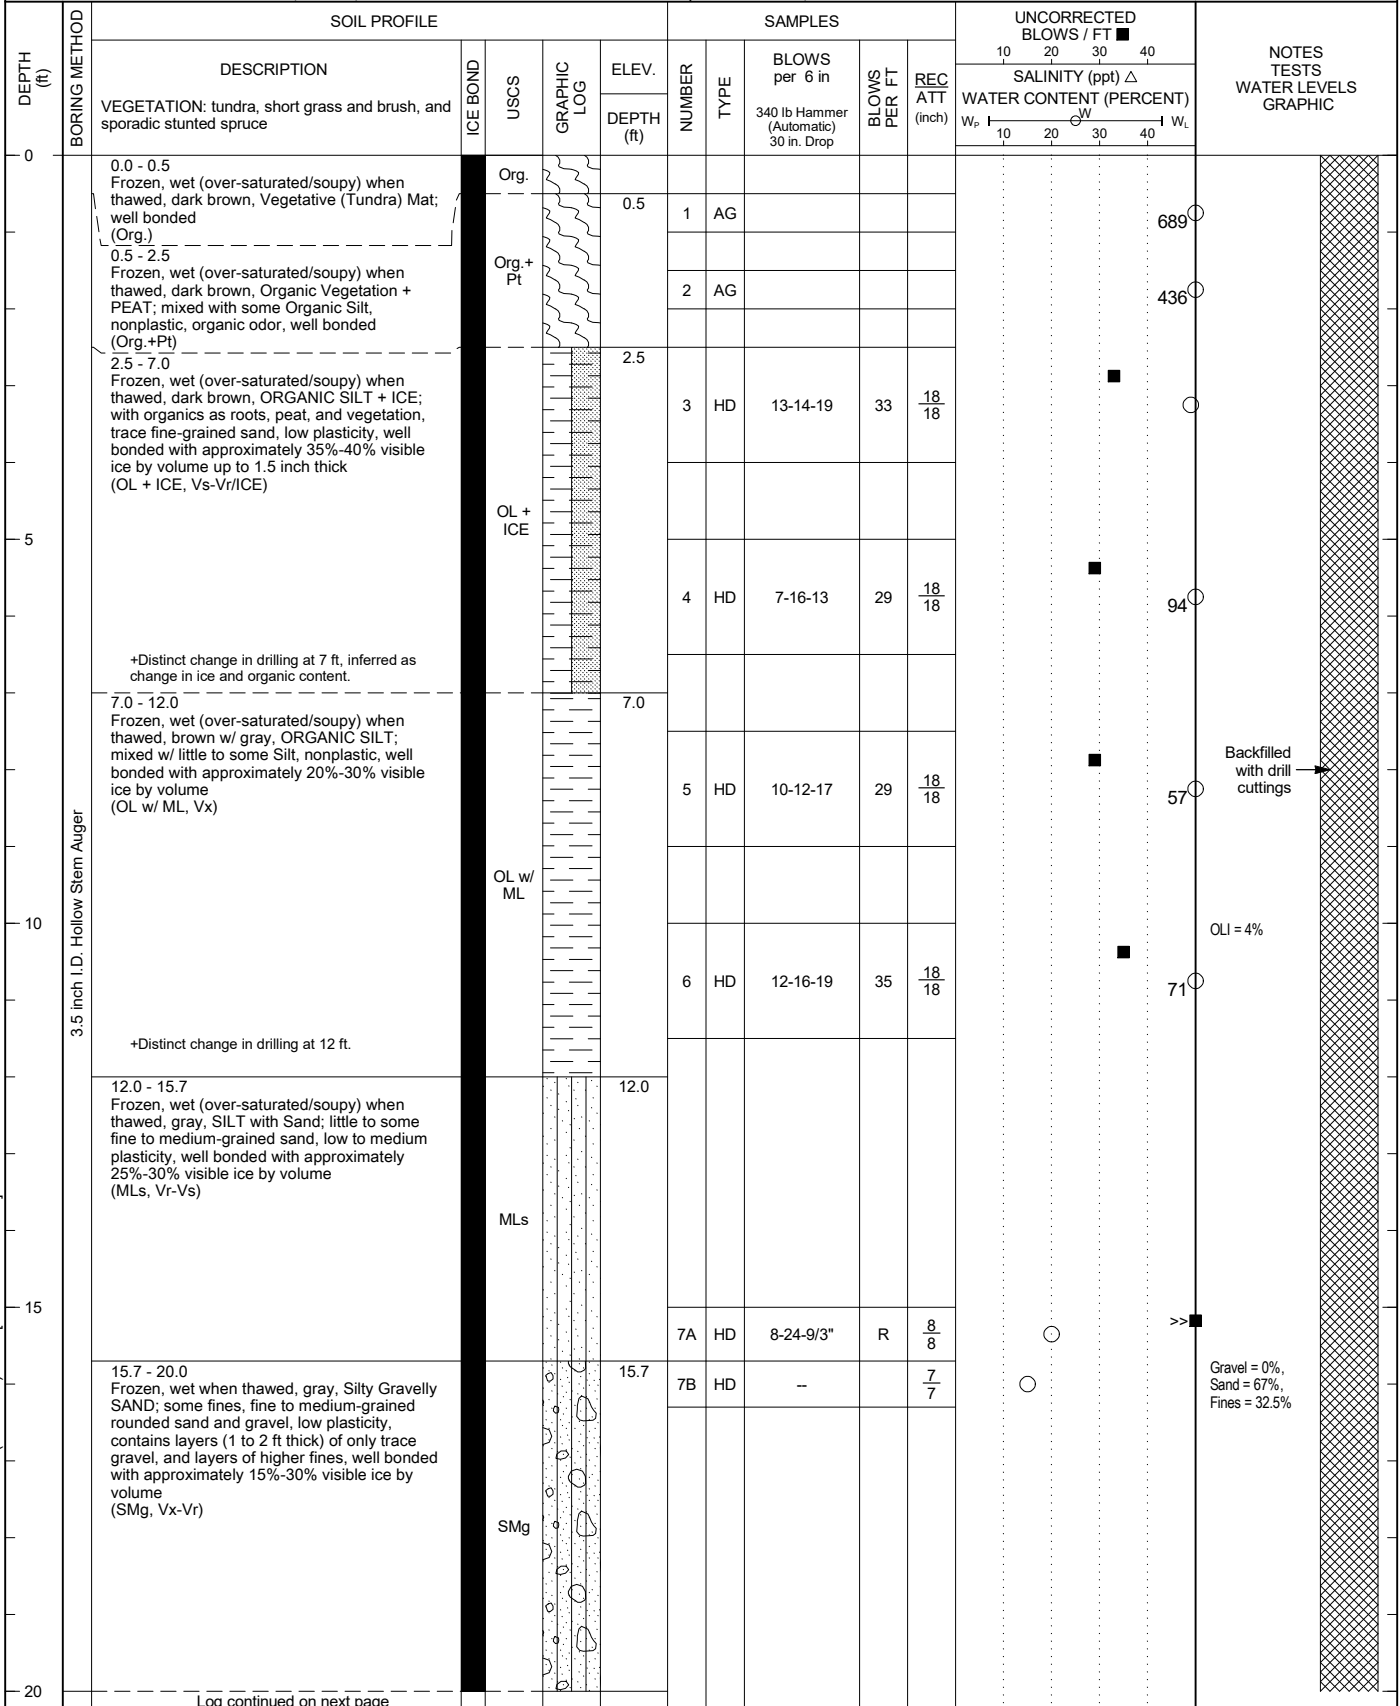 DEPTH
(ft)
BORING METHOD
SOIL PROFILE
DESCRIPTION
VEGETATION: tundra, short grass and brush, and
sporadic stunted spruce
ICE BOND
USCS
GRAPHIC
LOG
ELEV.
DEPTH
(ft)
SAMPLES
NUMBER
TYPE
BLOWS
per 6 in
340 lb Hammer
(Automatic)
30 in. Drop
BLOWS
PER FT
REC
ATT
(inch)
UNCORRECTED
BLOWS / FT ■
10 20 30 40
SALINITY (ppt) △
WATER CONTENT (PERCENT)
Wp W WL
10 20 30 40
NOTES
TESTS
WATER LEVELS
GRAPHIC
0
5
10
15
20
3.5 inch I.D. Hollow Stem Auger
0.0 - 0.5
Frozen, wet (over-saturated/soupy) when
thawed, dark brown, Vegetative (Tundra) Mat;
well bonded
(Org.)
Org.
0.5
0.5 - 2.5
Frozen, wet (over-saturated/soupy) when
thawed, dark brown, Organic Vegetation +
PEAT; mixed with some Organic Silt,
nonplastic, organic odor, well bonded
(Org.+Pt)
Org.+
Pt
1 AG
689
2 AG
436
2.5
2.5 - 7.0
Frozen, wet (over-saturated/soupy) when
thawed, dark brown, ORGANIC SILT + ICE;
with organics as roots, peat, and vegetation,
trace fine-grained sand, low plasticity, well
bonded with approximately 35%-40% visible
ice by volume up to 1.5 inch thick
(OL + ICE, Vs-Vr/ICE)
+Distinct change in drilling at 7 ft, inferred as
change in ice and organic content.
OL +
ICE
3 HD 13-14-19 33 18
18
4 HD 7-16-13 29 18
18
94
7.0
7.0 - 12.0
Frozen, wet (over-saturated/soupy) when
thawed, brown w/ gray, ORGANIC SILT;
mixed w/ little to some Silt, nonplastic, well
bonded with approximately 20%-30% visible
ice by volume
(OL w/ ML, Vx)
+Distinct change in drilling at 12 ft.
OL w/
ML
5 HD 10-12-17 29 18
18
57
Backfilled
with drill
cuttings
6 HD 12-16-19 35 18
18
71
OLI = 4%
12.0
12.0 - 15.7
Frozen, wet (over-saturated/soupy) when
thawed, gray, SILT with Sand; little to some
fine to medium-grained sand, low to medium
plasticity, well bonded with approximately
25%-30% visible ice by volume
(MLs, Vr-Vs)
MLs
7A HD 8-24-9/3" R 8
8
>>
15.7
15.7 - 20.0
Frozen, wet when thawed, gray, Silty Gravelly
SAND; some fines, fine to medium-grained
rounded sand and gravel, low plasticity,
contains layers (1 to 2 ft thick) of only trace
gravel, and layers of higher fines, well bonded
with approximately 15%-30% visible ice by
volume
(SMg, Vx-Vr)
SMg
7B HD -- 7
7
Gravel = 0%,
Sand = 67%,
Fines = 32.5%
Log continued on next page